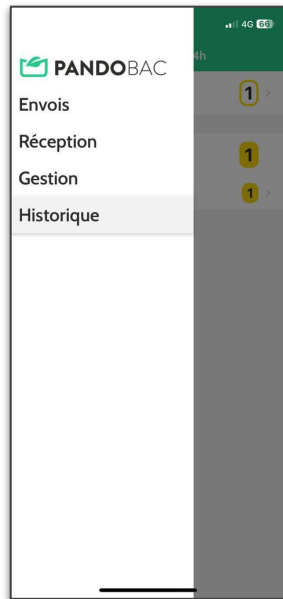 4G 66
PANDOBAC
4h
Envois
1
Réception
1
Gestion
1
Historique